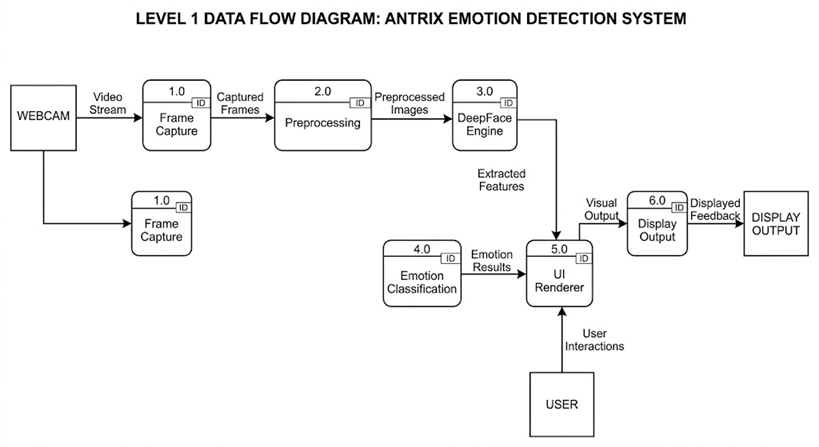 LEVEL 1 DATA FLOW DIAGRAM: ANTRIX EMOTION DETECTION SYSTEM
WEBCAM
Video
Stream
1.0
ID
Frame
Capture
Captured
Frames
2.0
ID
Preprocessing
Preprocessed
Images
3.0
ID
DeepFace
Engine
Extracted
Features
1.0
ID
Frame
Capture
4.0
ID
Emotion
Classification
Emotion
Results
5.0
ID
UI
Renderer
Visual
Output
6.0
ID
Display
Output
Displayed
Feedback
DISPLAY
OUTPUT
User
Interactions
USER